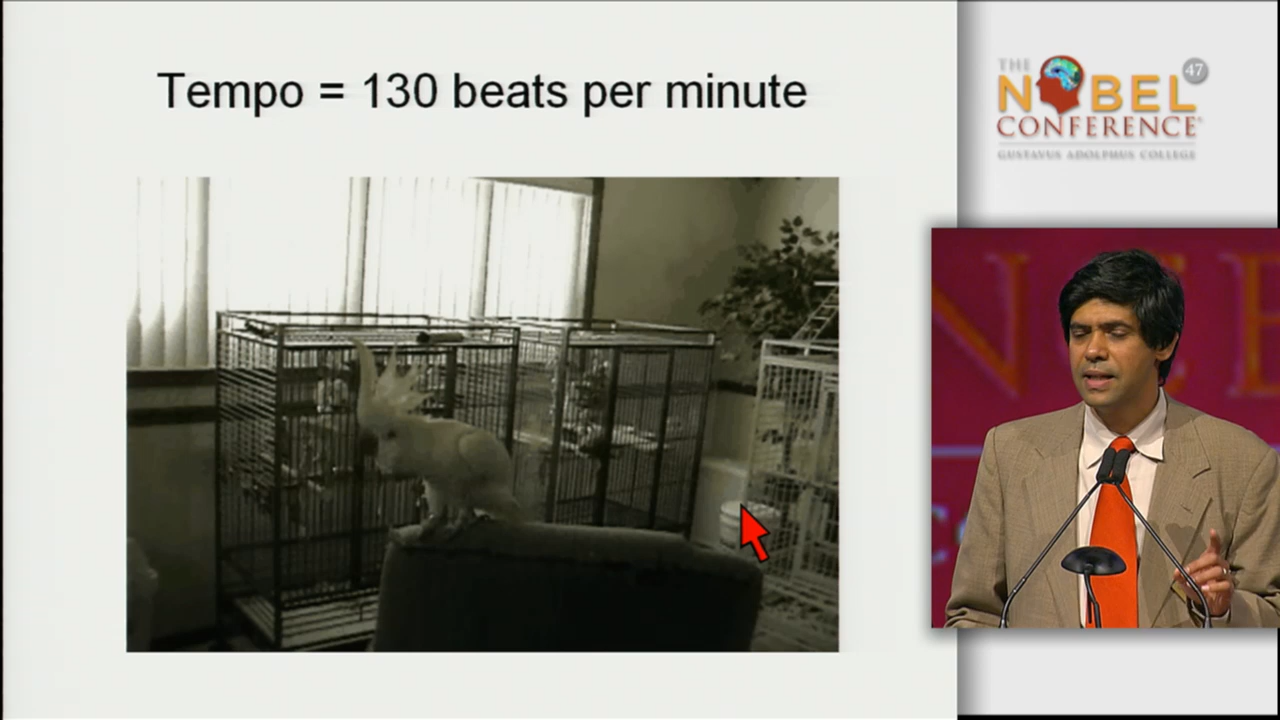 Tempo = 130 beats per minute
THE
NOBEL
47
CONFERENCE
GUSTAVUS ADOLPHUS COLLEGE